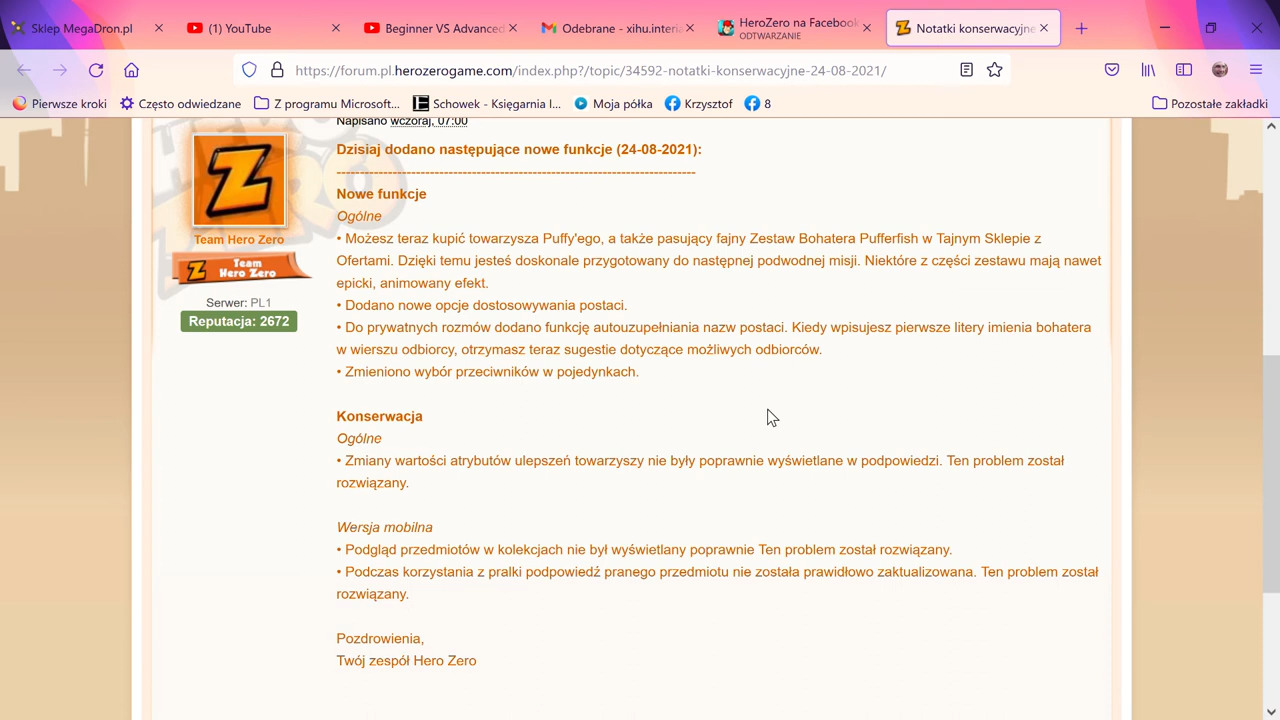 Sklep MegaDron.pl
(1) YouTube
Beginner VS Advanced
Odebrane - xihu.interia
HeroZero na Facebook
ODTWARZANIE
Notatki konserwacyjne
https://forum.pl.herozerogame.com/index.php?/topic/34592-notatki-konserwacyjne-24-08-2021/
Pierwsze kroki
Często odwiedzane
Z programu Microsoft...
Schowek - Księgarnia I...
Moja półka
Krzysztof
8
Pozostałe zakładki
Napisano wczoraj, 07:00
Dzisiaj dodano następujące nowe funkcje (24-08-2021):
-----------------------------------------------------------------------------
Nowe funkcje
Ogólne
• Możesz teraz kupić towarzysza Puffy'ego, a także pasujący fajny Zestaw Bohatera Pufferfish w Tajnym Sklepie z
Ofertami. Dzięki temu jesteś doskonale przygotowany do następnej podwodnej misji. Niektóre z części zestawu mają nawet
epicki, animowany efekt.
• Dodano nowe opcje dostosowywania postaci.
• Do prywatnych rozmów dodano funkcję autouzupełniania nazw postaci. Kiedy wpisujesz pierwsze litery imienia bohatera
w wierszu odbiorcy, otrzymasz teraz sugestie dotyczące możliwych odbiorców.
• Zmieniono wybór przeciwników w pojedynkach.
Konserwacja
Ogólne
• Zmiany wartości atrybutów ulepszeń towarzyszy nie były poprawnie wyświetlane w podpowiedzi. Ten problem został
rozwiązany.
Wersja mobilna
• Podgląd przedmiotów w kolekcjach nie był wyświetlany poprawnie Ten problem został rozwiązany.
• Podczas korzystania z pralki podpowiedź pranego przedmiotu nie została prawidłowo zaktualizowana. Ten problem został
rozwiązany.
Pozdrowienia,
Twój zespół Hero Zero
Z
Team Hero Zero
Z Team
Hero Zero
Serwer: PL1
Reputacja: 2672